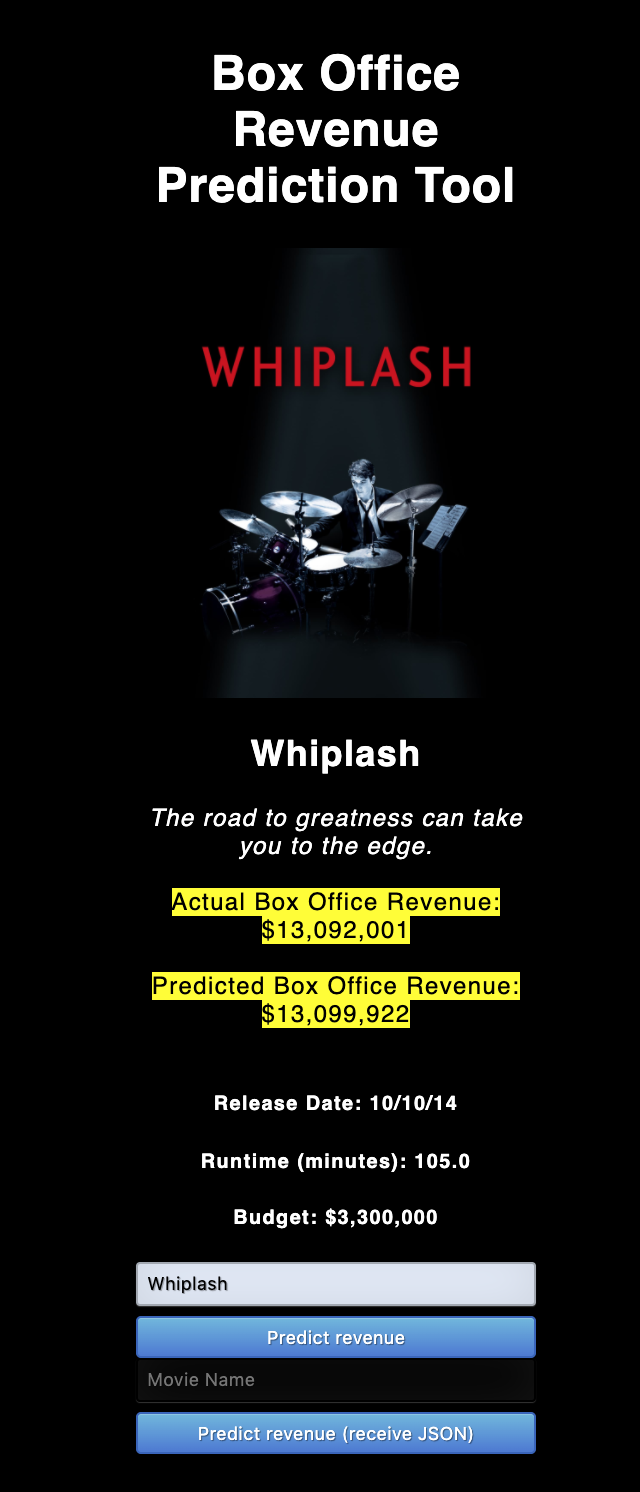 Box Office
Revenue
Prediction Tool
WHIPLASH
Whiplash
The road to greatness can take
you to the edge.
Actual Box Office Revenue:
$13,092,001
Predicted Box Office Revenue:
$13,099,922
Release Date: 10/10/14
Runtime (minutes): 105.0
Budget: $3,300,000
Whiplash
Predict revenue
Movie Name
Predict revenue (receive JSON)